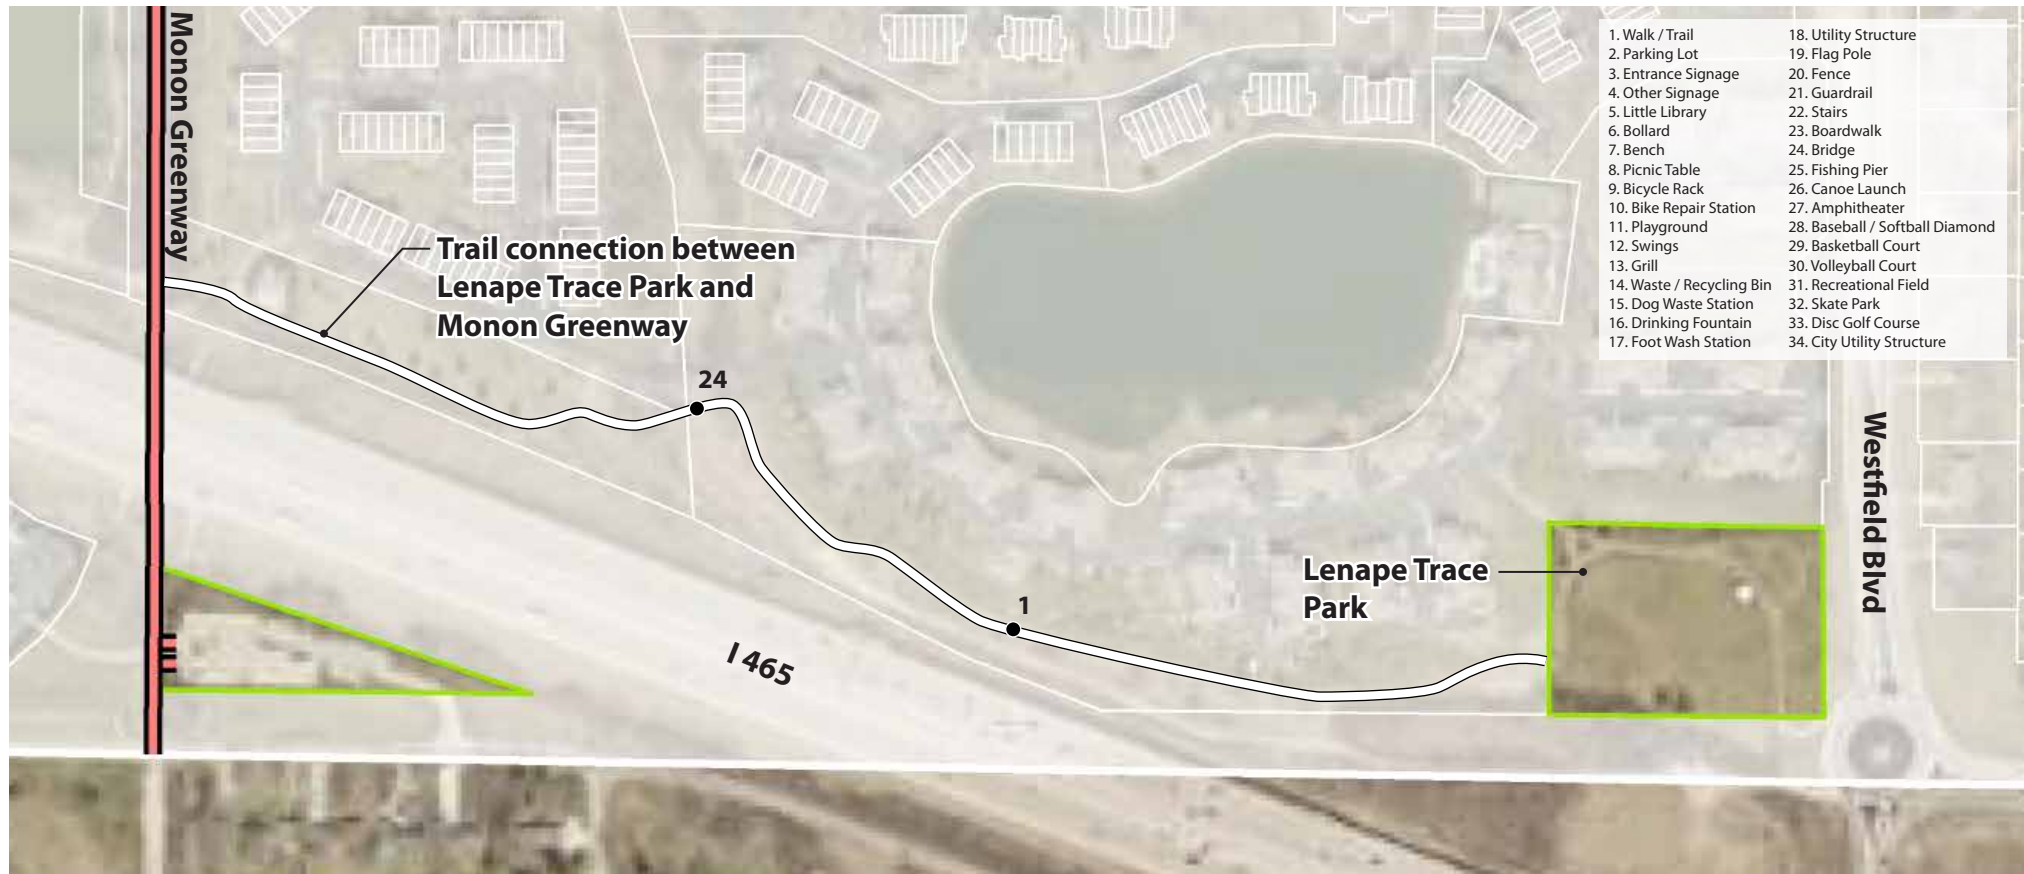 Monon Greenway
Trail connection between
Lenape Trace Park and
Monon Greenway
24
1
I 465
Lenape Trace
Park
Westfield Blvd
1. Walk / Trail
2. Parking Lot
3. Entrance Signage
4. Other Signage
5. Little Library
6. Bollard
7. Bench
8. Picnic Table
9. Bicycle Rack
10. Bike Repair Station
11. Playground
12. Swings
13. Grill
14. Waste / Recycling Bin
15. Dog Waste Station
16. Drinking Fountain
17. Foot Wash Station
18. Utility Structure
19. Flag Pole
20. Fence
21. Guardrail
22. Stairs
23. Boardwalk
24. Bridge
25. Fishing Pier
26. Canoe Launch
27. Amphitheater
28. Baseball / Softball Diamond
29. Basketball Court
30. Volleyball Court
31. Recreational Field
32. Skate Park
33. Disc Golf Course
34. City Utility Structure